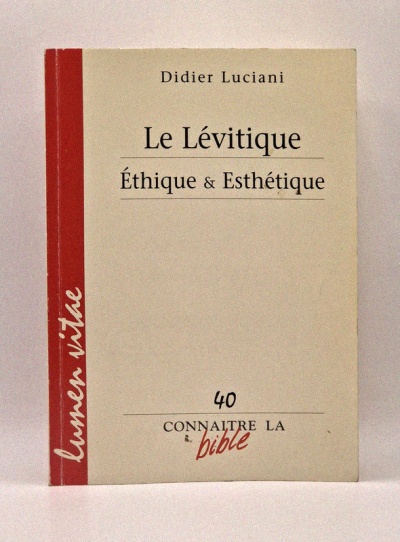 Didier Luciani
Le Lévitique
Éthique & Esthétique
lumen vitae
40
CONNAITRE LA
bible